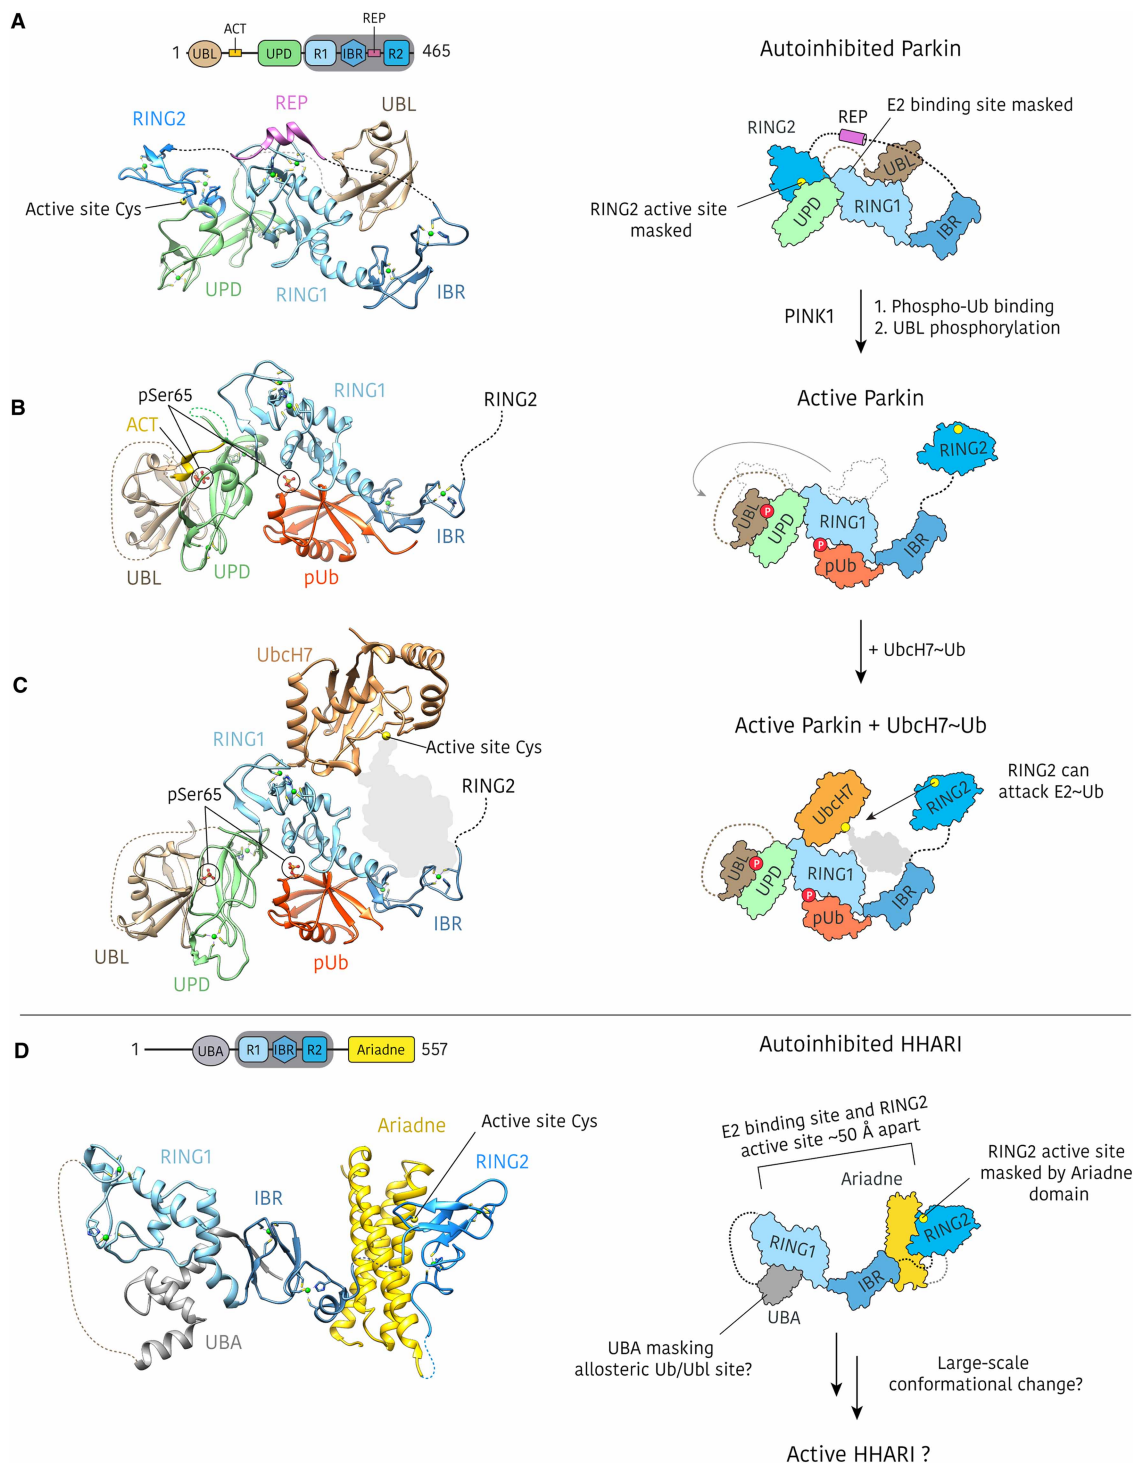 A
ACT
REP
1
UBL
UPD
R1
IBR
R2
465
REP
UBL
RING2
Active site Cys
UPD
RING1
IBR
Autoinhibited Parkin
E2 binding site masked
REP
RING2
UBL
RING2 active site
masked
UPD
RING1
IBR
PINK1
1. Phospho-Ub binding
2. UBL phosphorylation
B
pSer65
RING1
RING2
ACT
UBL
UPD
pUb
IBR
Active Parkin
RING2
UBL
P
UPD
RING1
P
pUb
IBR
+ UbcH7~Ub
C
UbcH7
RING1
Active site Cys
pSer65
RING2
UBL
UPD
pUb
IBR
Active Parkin + UbcH7~Ub
RING2 can
attack E2~Ub
UbcH7
RING2
UBL
P
UPD
RING1
P
pUb
IBR
D
1
UBA
R1
IBR
R2
Ariadne
557
Ariadne
Active site Cys
RING1
IBR
RING2
UBA
Autoinhibited HHARI
E2 binding site and RING2
active site ~50 Å apart
RING2 active site
masked by Ariadne
domain
Ariadne
RING1
RING2
IBR
UBA
UBA masking
allosteric Ub/Ubl site?
Large-scale
conformational change?
Active HHARI ?